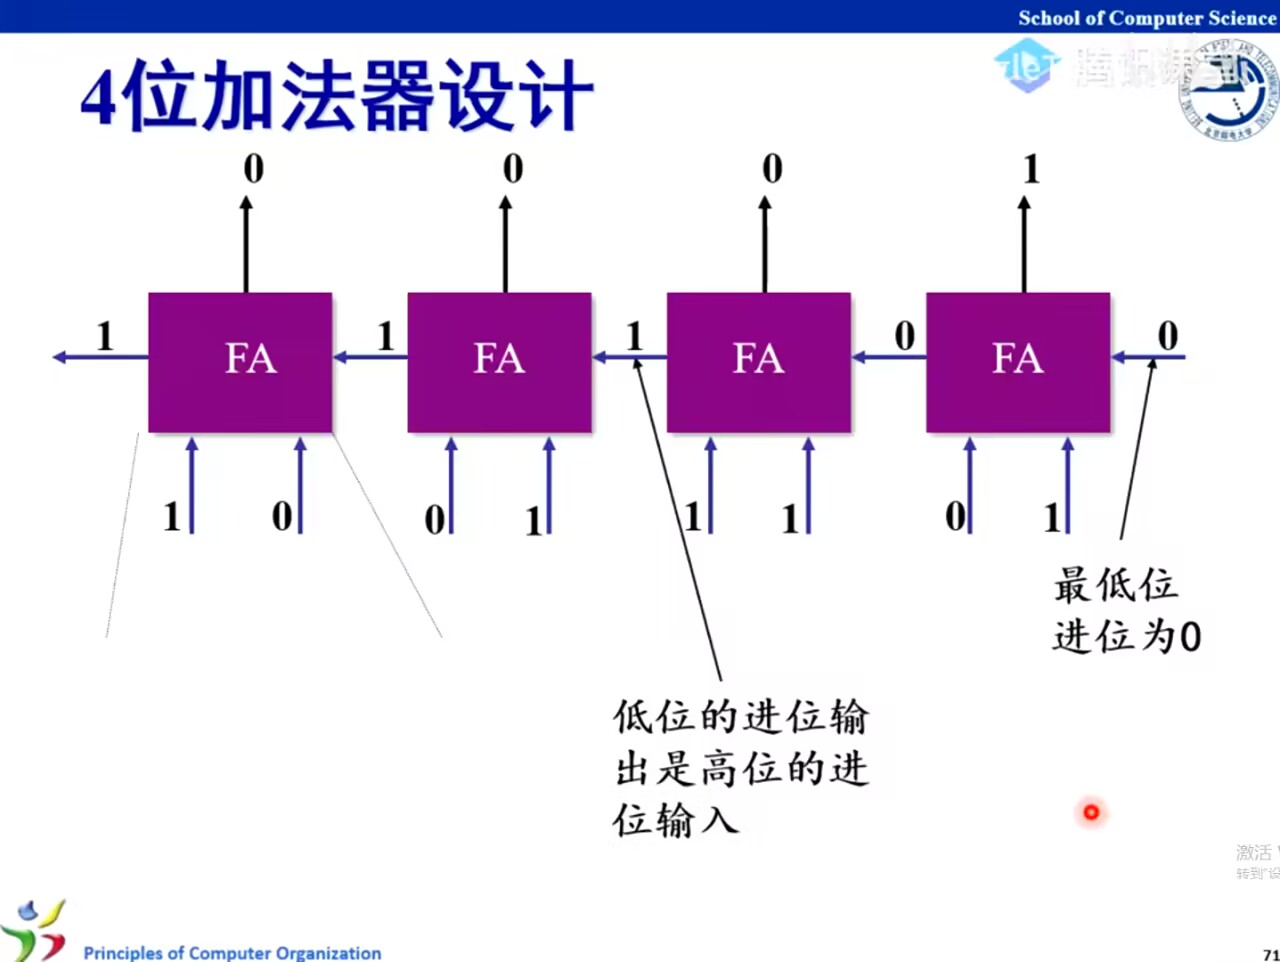 School of Computer Science
腾讯课堂
4位加法器设计
0 0 0 1
1 FA 1 FA 1 FA 0 FA 0
1 0 0 1 1 1 0 1
最低位
进位为0
低位的进位输
出是高位的进
位输入
激活
转到"设
Principles of Computer Organization
71